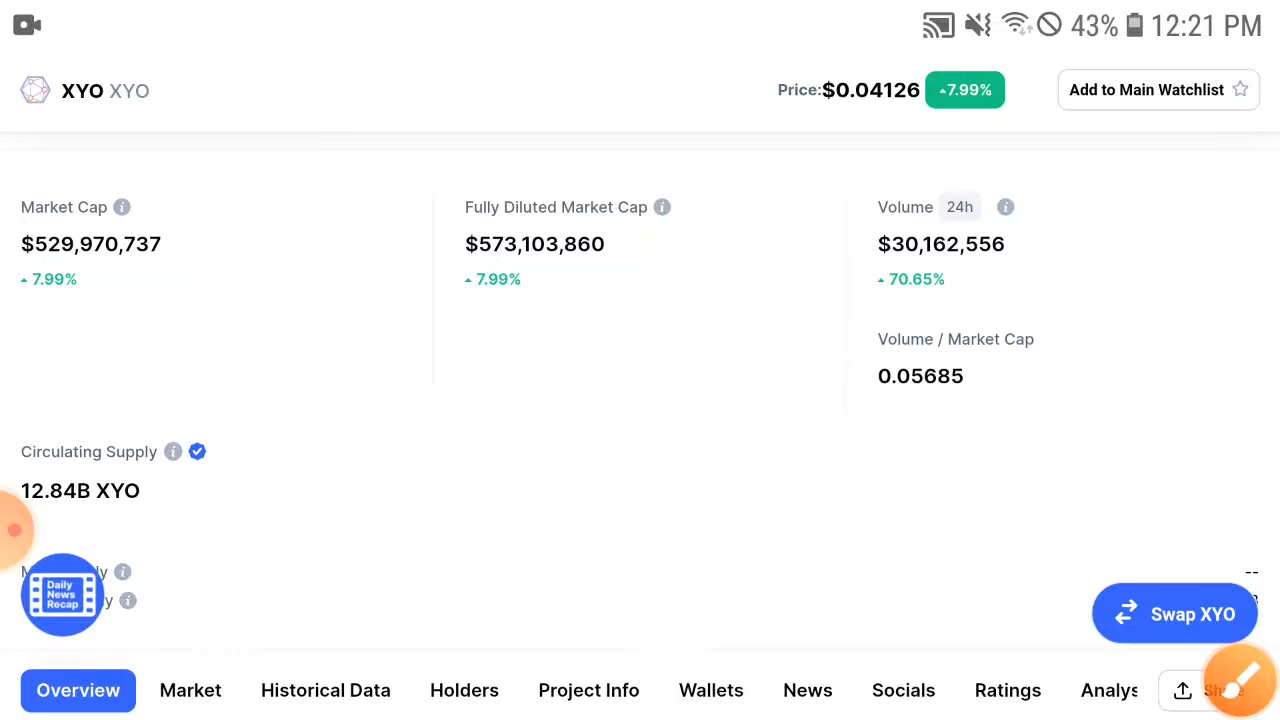 43% 12:21 PM
XYO XYO
Price:$0.04126 7.99%
Add to Main Watchlist
Market Cap
$529,970,737
7.99%
Fully Diluted Market Cap
$573,103,860
7.99%
Volume 24h
$30,162,556
70.65%
Volume / Market Cap
0.05685
Circulating Supply
12.84B XYO
--
Daily
News
Recap
Swap XYO
Overview Market Historical Data Holders Project Info Wallets News Socials Ratings Analys